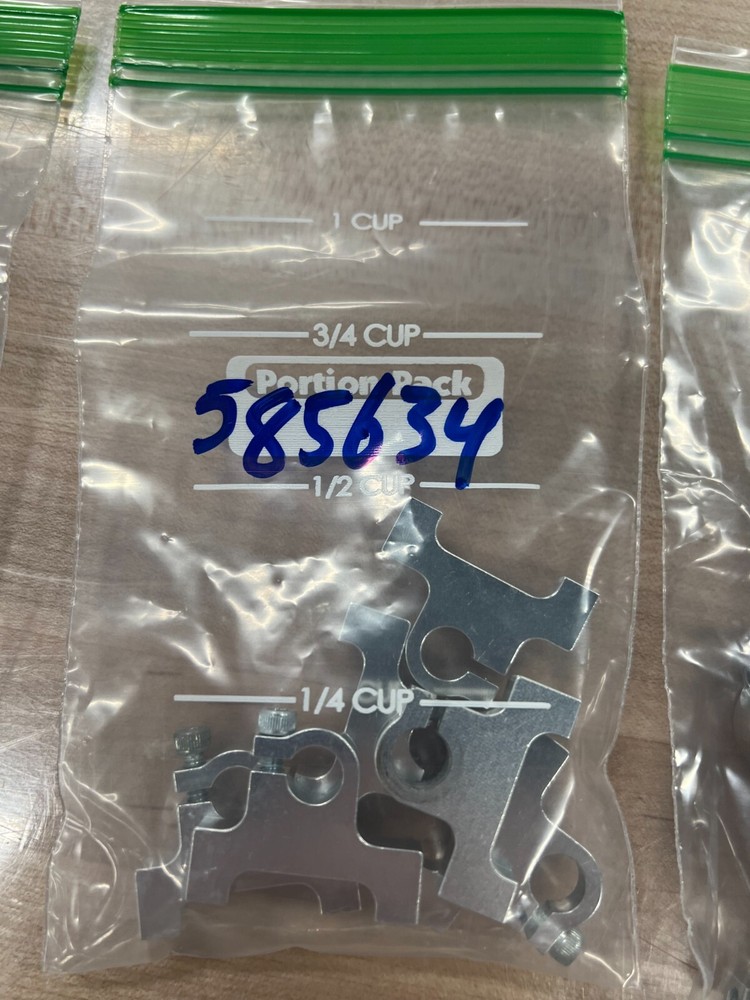 1 CUP
3/4 CUP
Portion Pack
585634
1/2 CUP
1/4 CUP